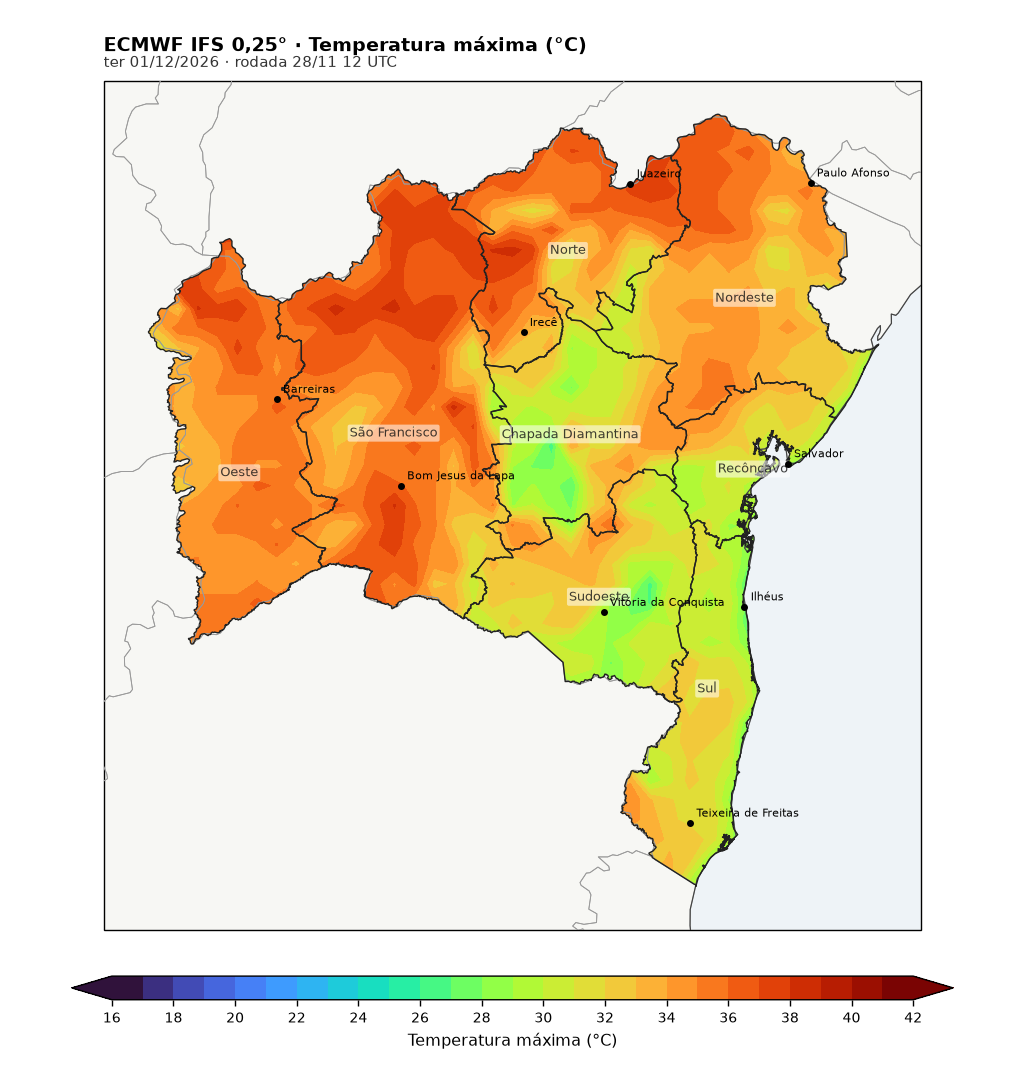 ECMWF IFS 0,25° · Temperatura máxima (°C)
ter 01/12/2026 · rodada 28/11 12 UTC
Juazeiro
Paulo Afonso
Norte
Nordeste
Irecê
Barreiras
São Francisco
Chapada Diamantina
Salvador
Oeste
Recôncavo
Bom Jesus da Lapa
Sudoeste
Vitória da Conquista
Ilhéus
Sul
Teixeira de Freitas
16 18 20 22 24 26 28 30 32 34 36 38 40 42
Temperatura máxima (°C)